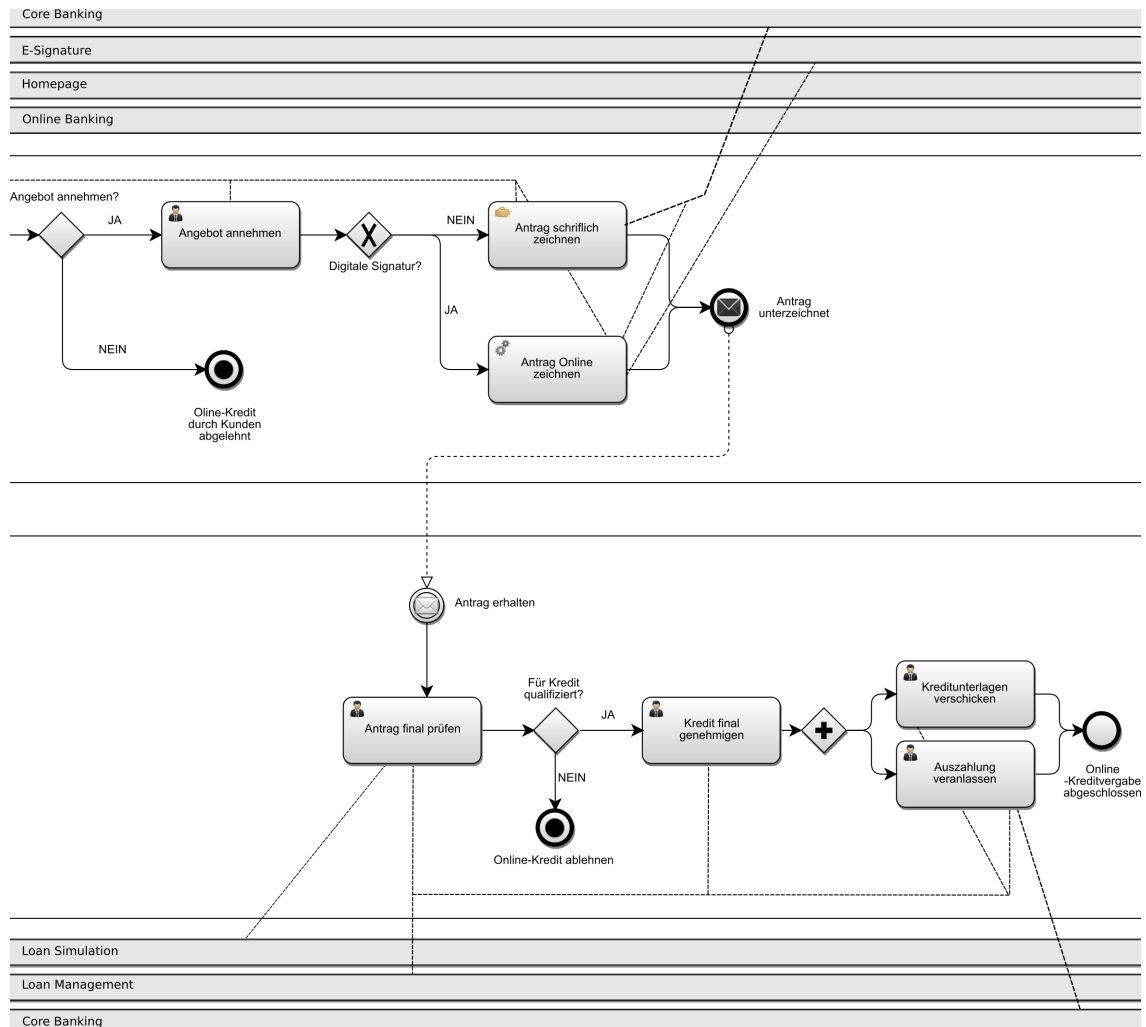 Core Banking
E-Signature
Homepage
Online Banking
Angebot annehmen?
JA
Angebot annehmen
Digitale Signatur?
NEIN
Antrag schriflich
zeichnen
JA
Antrag
unterzeichnet
NEIN
Antrag Online
zeichnen
Oline-Kredit
durch Kunden
abgelehnt
Antrag erhalten
Antrag final prüfen
Für Kredit
qualifiziert?
JA
Kredit final
genehmigen
Kreditunterlagen
verschicken
NEIN
Auszahlung
veranlassen
Online
-Kreditvergabe
abgeschlossen
Online-Kredit ablehnen
Loan Simulation
Loan Management
Core Banking